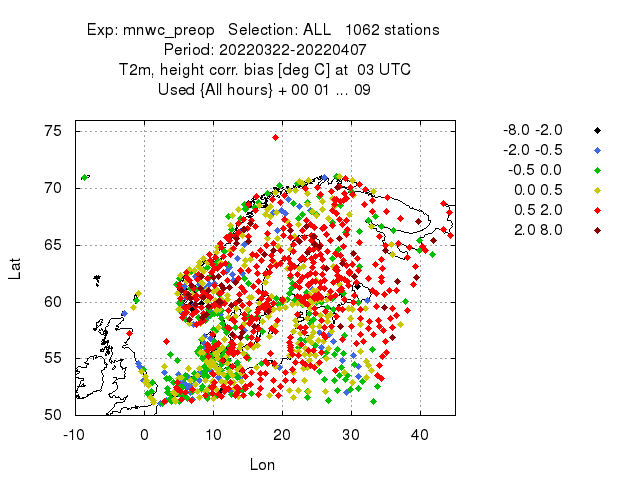 Exp: mnwc_preop   Selection: ALL   1062 stations
Period: 20220322-20220407
T2m, height corr. bias [deg C] at  03 UTC
Used {All hours} + 00 01 ... 09
-8.0 -2.0
-2.0 -0.5
-0.5 0.0
0.0 0.5
0.5 2.0
2.0 8.0
75
70
65
60
55
50
Lat
-10 0 10 20 30 40
Lon